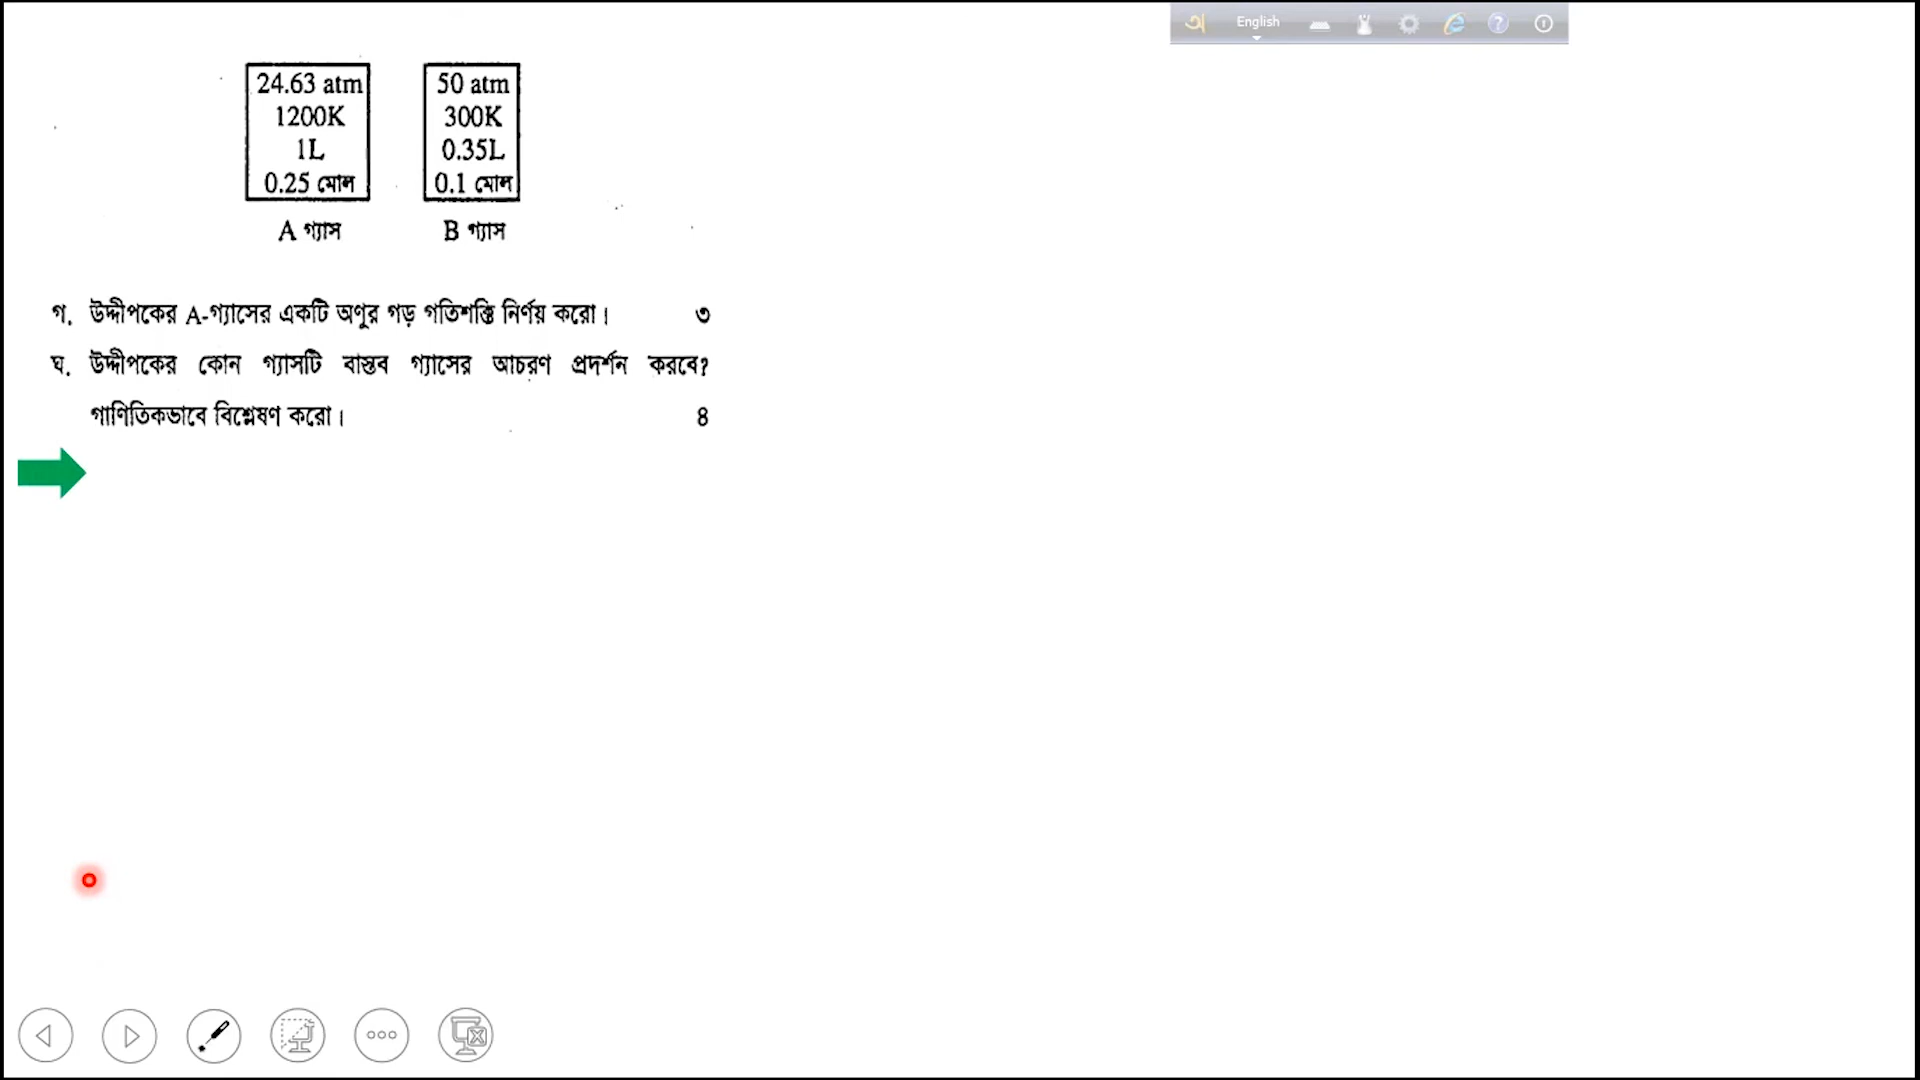 অ English
24.63 atm
1200K
1L
0.25 মোল
A গ্যাস
50 atm
300K
0.35L
0.1 মোল
B গ্যাস
গ. উদ্দীপকের A-গ্যাসের একটি অণুর গড় গতিশক্তি নির্ণয় করো। ৩
ঘ. উদ্দীপকের কোন গ্যাসটি বাস্তব গ্যাসের আচরণ প্রদর্শন করবে?
গাণিতিকভাবে বিশ্লেষণ করো। ৪